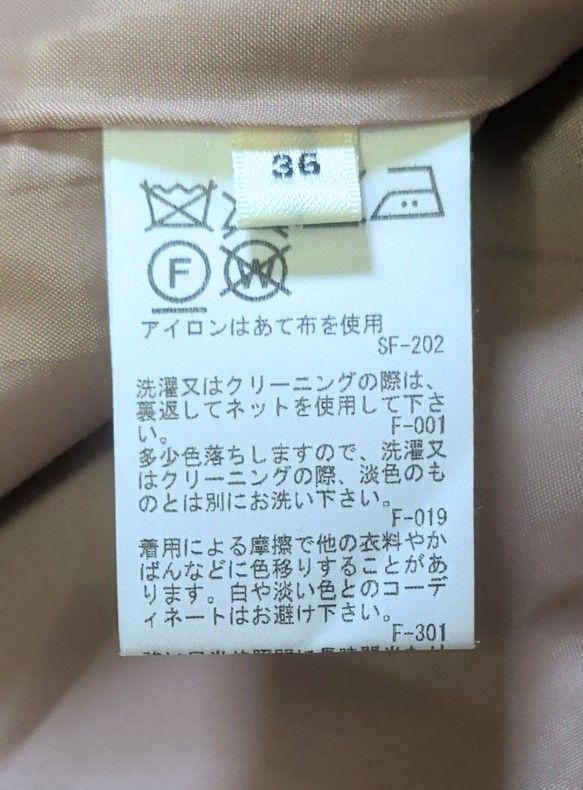 36
F
W
アイロンはあて布を使用
SF-202
洗濯又はクリーニングの際は、
裏返してネットを使用して下さ
い。
F-001
多少色落ちしますので、洗濯又
はクリーニングの際、淡色のも
のとは別にお洗い下さい。
F-019
着用による摩擦で他の衣料やか
ばんなどに色移りすることがあ
ります。白や淡い色とのコーデ
ィネートはお避け下さい。
F-301